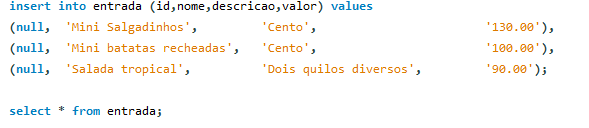 insert into entrada (id,nome,descricao,valor) values
(null, 'Mini Salgadinhos', 'Cento', '130.00'),
(null, 'Mini batatas recheadas', 'Cento', '100.00'),
(null, 'Salada tropical', 'Dois quilos diversos', '90.00');
select * from entrada;